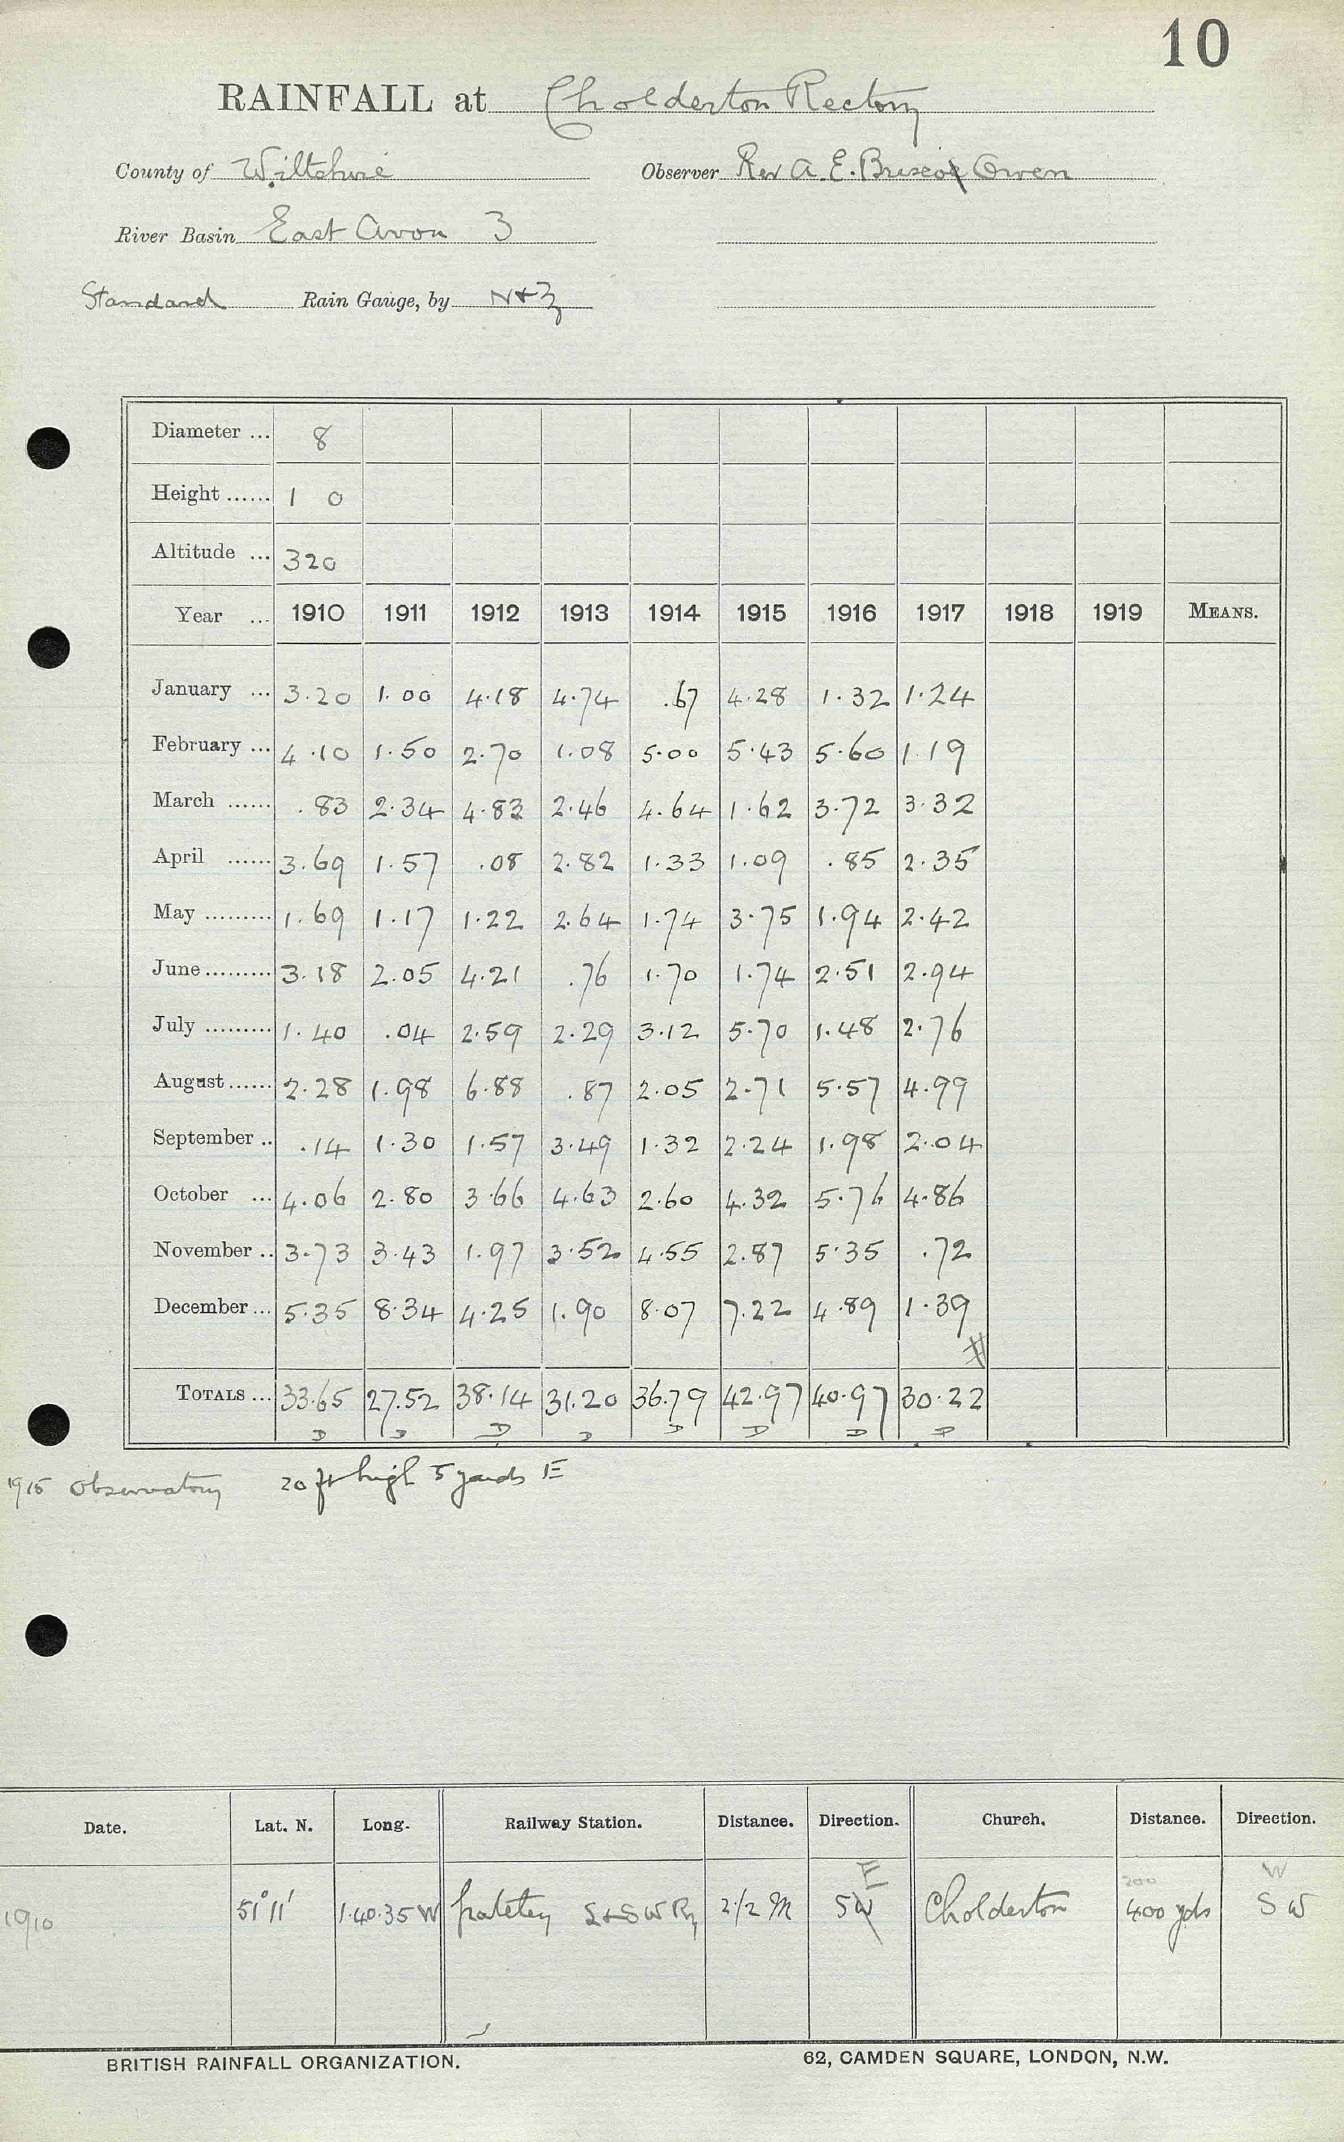 10
RAINFALL at Cholderton Rectory
County of Wiltshire Observer Rev A. E. Briscoe Owen
River Basin East Avon 3
Standard Rain Gauge, by N & Z
Diameter ... 8
Height ...... 1 0
Altitude ... 320
Year ... 1910 1911 1912 1913 1914 1915 1916 1917 1918 1919 MEANS.
January ... 3.20 1.00 4.18 4.74 .67 4.28 1.32 1.24
February ... 4.10 1.50 2.70 1.08 5.00 5.43 5.60 1.19
March ...... .83 2.34 4.83 2.46 4.64 1.62 3.72 3.32
April ...... 3.69 1.57 .08 2.82 1.33 1.09 .85 2.35
May ......... 1.69 1.17 1.22 2.64 1.74 3.75 1.94 2.42
June ......... 3.18 2.05 4.21 .76 1.70 1.74 2.51 2.94
July ......... 1.40 .04 2.59 2.29 3.12 5.70 1.48 2.76
August ...... 2.28 1.98 6.88 .87 2.05 2.71 5.57 4.99
September .. .14 1.30 1.57 3.49 1.32 2.24 1.98 2.04
October ... 4.06 2.80 3.66 4.63 2.60 4.32 5.76 4.86
November .. 3.73 3.43 1.97 3.52 4.55 2.87 5.35 .72
December ... 5.35 8.34 4.25 1.90 8.07 7.22 4.89 1.39
#
TOTALS ... 33.65 27.52 38.14 31.20 36.79 42.97 40.97 30.22
D D D D D D D D
1915 Observatory 20 ft high 5 yards E
Date. Lat. N. Long. Railway Station. Distance. Direction. Church. Distance. Direction.
E 200 W
1910 51° 11' 1.40.35 W L & S W Ry 2 1/2 M SW Cholderton 400 yds S W
BRITISH RAINFALL ORGANIZATION. 62, CAMDEN SQUARE, LONDON, N.W.